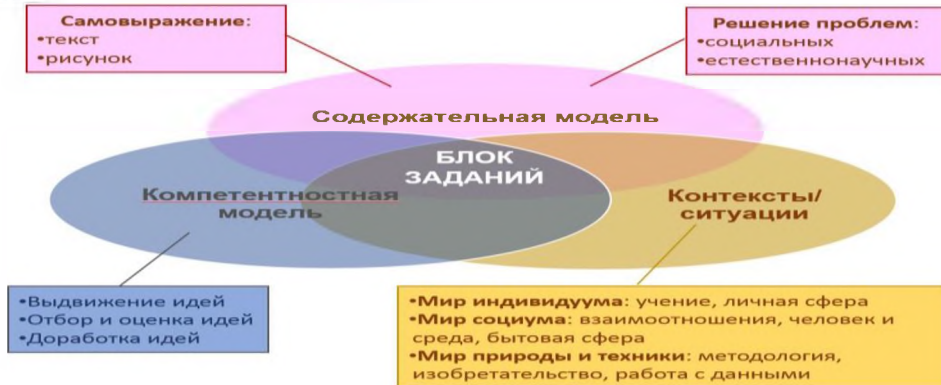 Самовыражение:
•текст
•рисунок
Решение проблем:
•социальных
•естественнонаучных
Содержательная модель
БЛОК
ЗАДАНИЙ
Компетентностная
модель
Контексты/
ситуации
•Выдвижение идей
•Отбор и оценка идей
•Доработка идей
•Мир индивидуума: учение, личная сфера
•Мир социума: взаимоотношения, человек и
среда, бытовая сфера
•Мир природы и техники: методология,
изобретательство, работа с данными